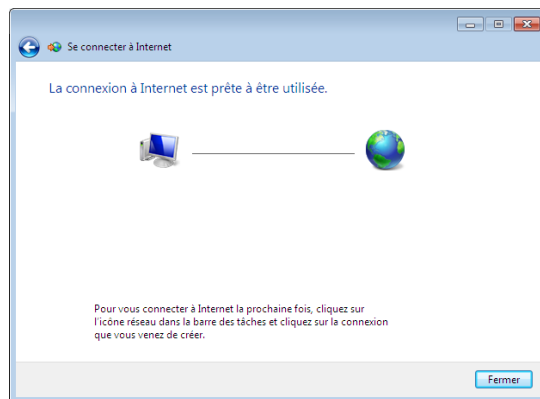 Se connecter à Internet
La connexion à Internet est prête à être utilisée.
Pour vous connecter à Internet la prochaine fois, cliquez sur
l'icône réseau dans la barre des tâches et cliquez sur la connexion
que vous venez de créer.
Fermer